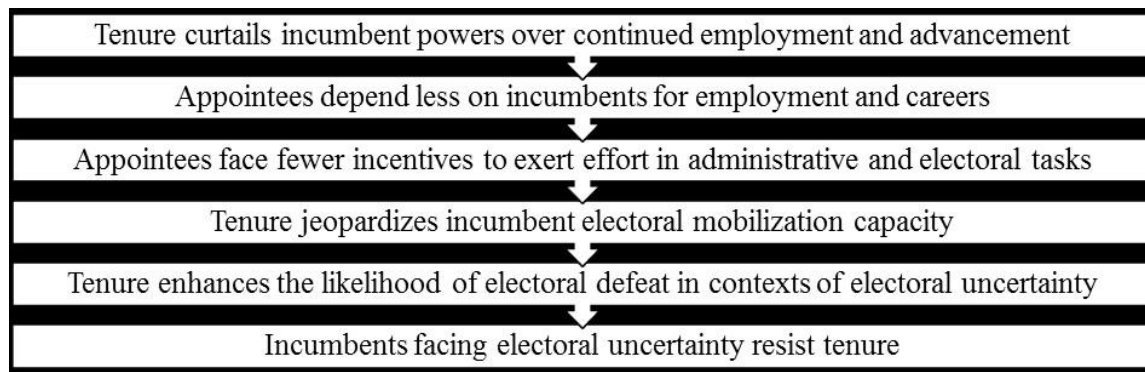 Tenure curtails incumbent powers over continued employment and advancement
Appointees depend less on incumbents for employment and careers
Appointees face fewer incentives to exert effort in administrative and electoral tasks
Tenure jeopardizes incumbent electoral mobilization capacity
Tenure enhances the likelihood of electoral defeat in contexts of electoral uncertainty
Incumbents facing electoral uncertainty resist tenure